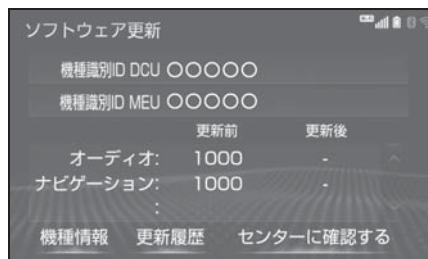 ソフトウェア更新
機種識別ID DCU 〇〇〇〇〇
機種識別ID MEU 〇〇〇〇〇
更新前 更新後
オーディオ: 1000 -
ナビゲーション: 1000 -
:
機種情報 更新履歴 センターに確認する